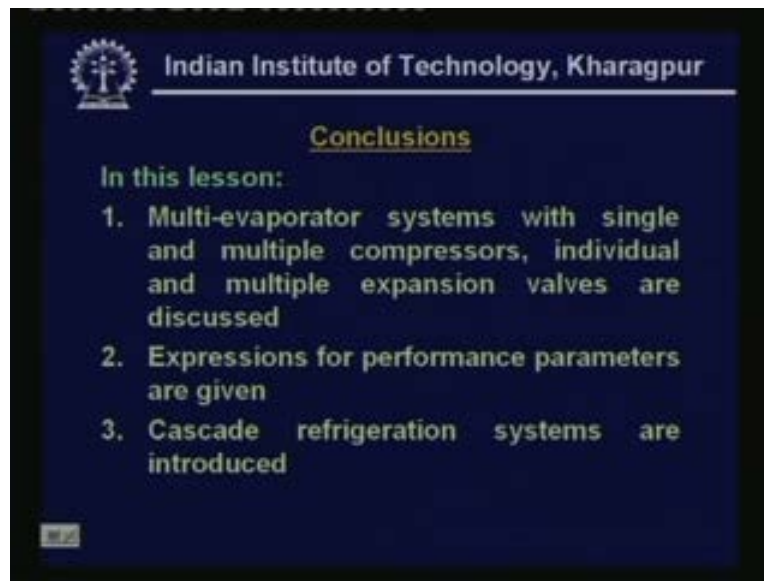 Indian Institute of Technology, Kharagpur
Conclusions
In this lesson:
1. Multi-evaporator systems with single
and multiple compressors, individual
and multiple expansion valves are
discussed
2. Expressions for performance parameters
are given
3. Cascade refrigeration systems are
introduced